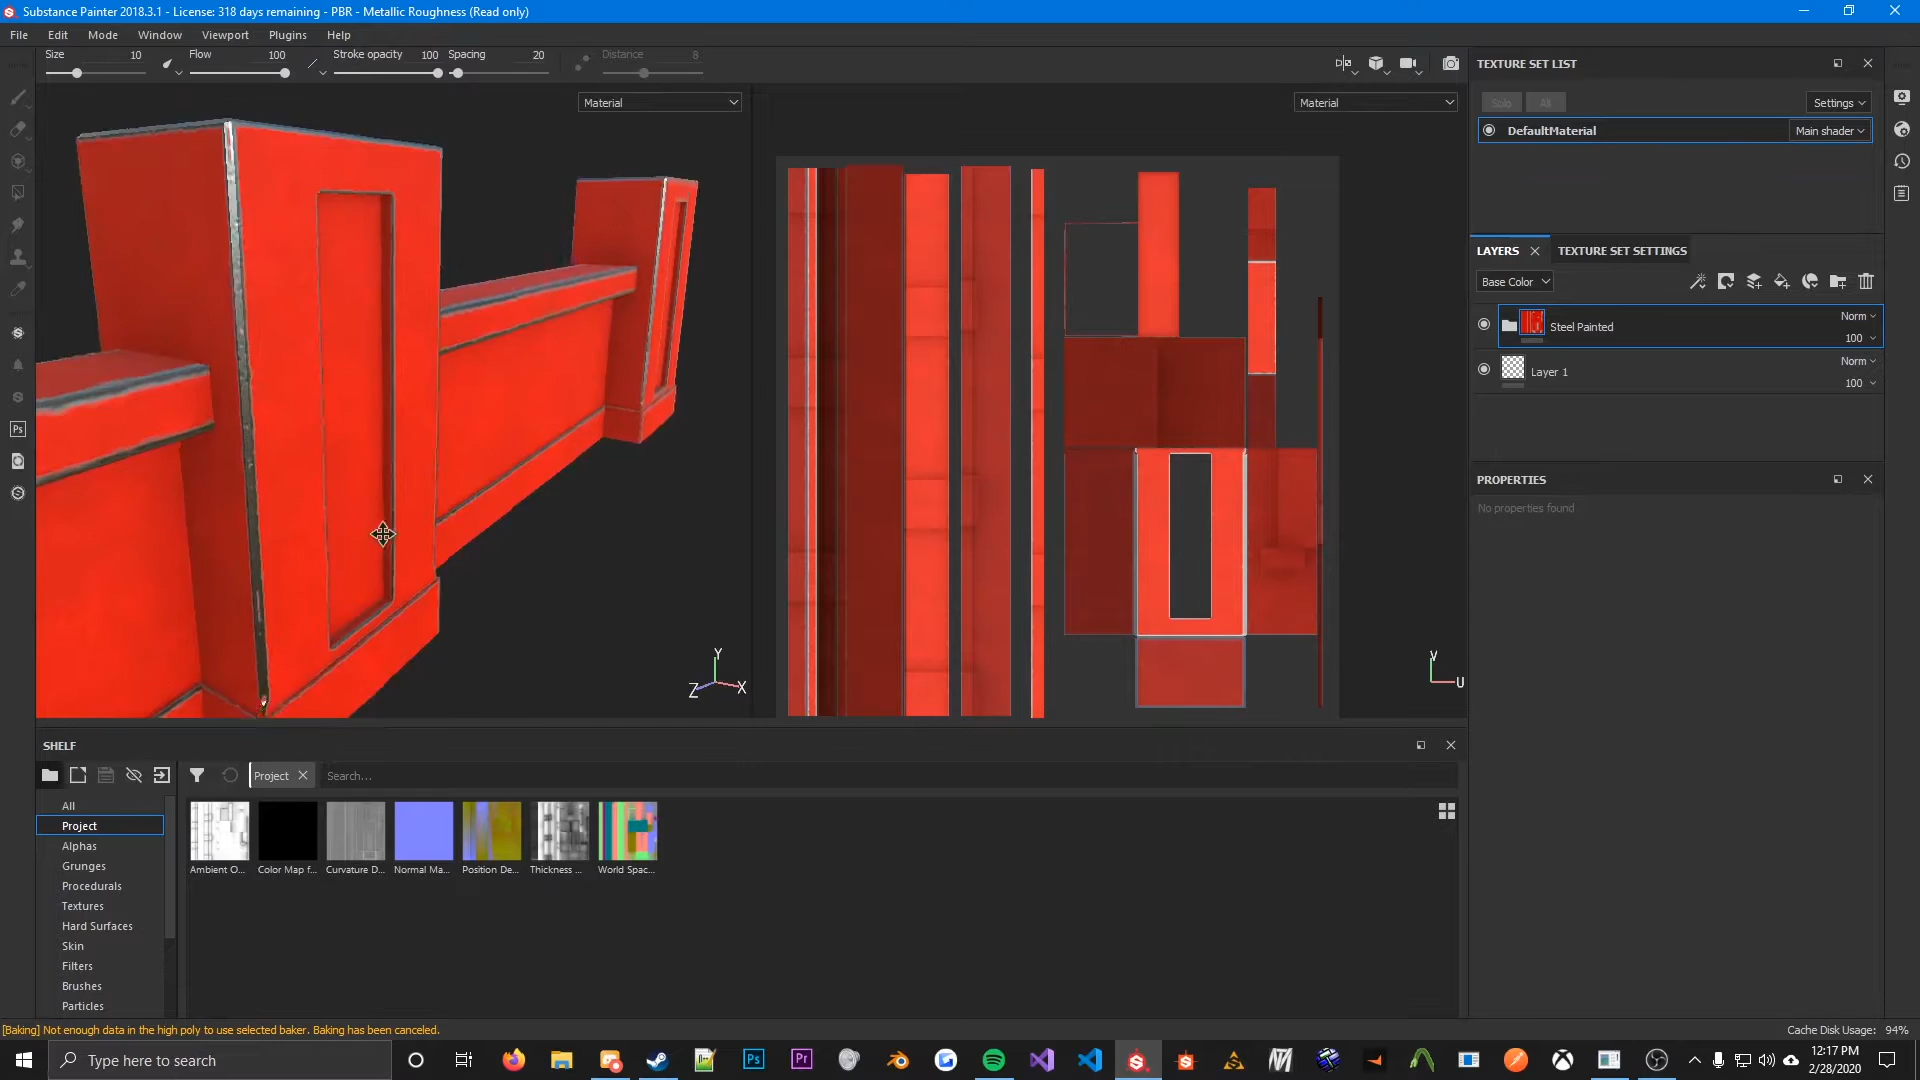 Substance Painter 2018.3.1 - License: 318 days remaining - PBR - Metallic Roughness (Read only)
File Edit Mode Window Viewport Plugins Help
Size 10 Flow 100 Stroke opacity 100 Spacing 20 Distance 8
Material
Material
TEXTURE SET LIST
Solo All Settings
DefaultMaterial Main shader
LAYERS TEXTURE SET SETTINGS
Base Color
Steel Painted Norm 100
Layer 1 Norm 100
PROPERTIES
No properties found
Y
Z X
V
U
Ps
SHELF
Project Search...
All
Project
Alphas
Grunges
Procedurals
Textures
Hard Surfaces
Skin
Filters
Brushes
Particles
Ambient O... Color Map f... Curvature D... Normal Ma... Position De... Thickness ... World Spac...
[Baking] Not enough data in the high poly to use selected baker. Baking has been canceled.
Cache Disk Usage: 94%
Type here to search
Ps Pr
12:17 PM
2/28/2020